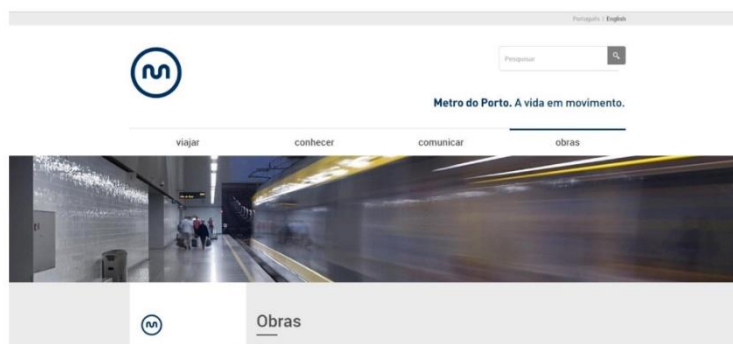 Português | English
Pesquisar
Metro do Porto. A vida em movimento.
viajar conhecer comunicar obras
Obras